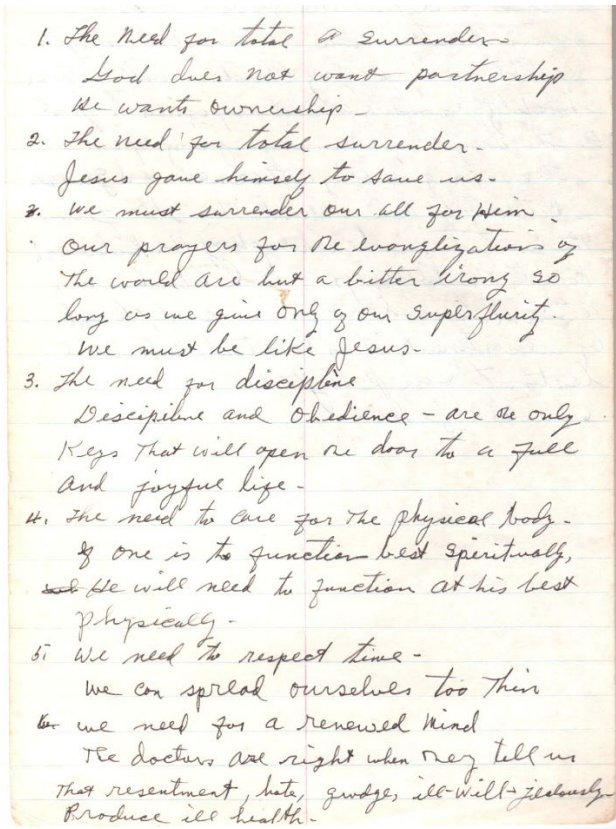 1. The Need for total a surrender
God does not want partnership
He wants ownership -
2. The need for total surrender.
Jesus gave himself to save us.
3. We must surrender our all for Him.
Our prayers for the evanglization of
The world are but a bitter irony so
long as we give only of our superflurity.
We must be like Jesus.
3. The need for discipline
Discipline and Obedience - are the only
Keys That will open the door to a full
and joyful life -
4. The need to care for The physical body.
If one is to function best Speritually,
He will need to function at his best
physically -
5. We need to respect time -
We can spread ourselves too Thin
6. we need for a renewed mind
The doctors are right when they tell us
That resentment, hate, grudge, ill-will + jealously
Produce ill health.